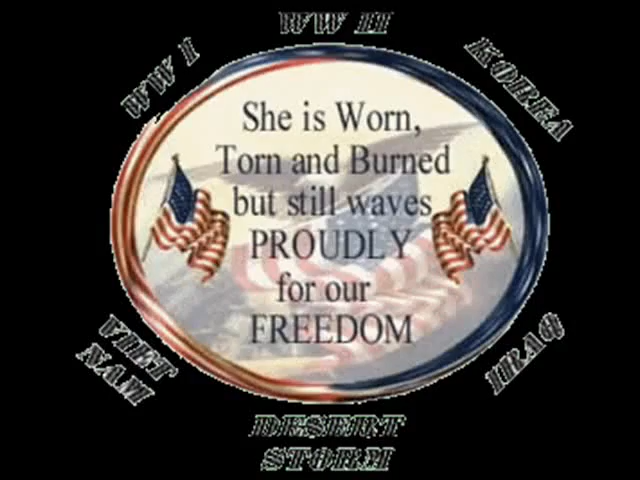 WW II
WW I
KOREA
She is Worn,
Torn and Burned
but still waves
PROUDLY
for our
FREEDOM
VIET
NAM
IRAQ
DESERT
STORM